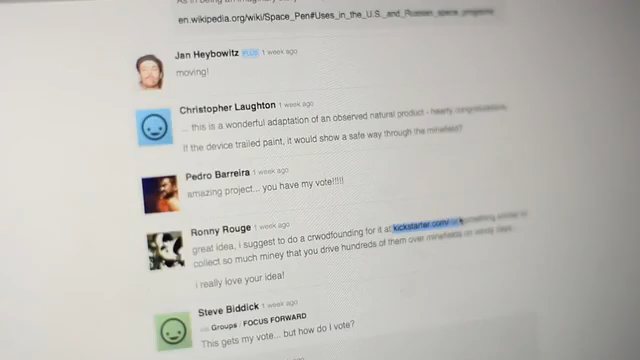 en.wikipedia.org/wiki/Space_Pen#Uses_in_the_U.S._and_Russian_space_programs
Jan Heybowitz PLUS 1 week ago
moving!
Christopher Laughton 1 week ago
... this is a wonderful adaptation of an observed natural product - hearty congratulations.
If the device trailed paint, it would show a safe way through the minefield?
Pedro Barreira 1 week ago
amazing project... you have my vote!!!!!
Ronny Rouge 1 week ago
great idea, i suggest to do a crwodfounding for it at kickstarter.com/ or something similar to
collect so much miney that you drive hundreds of them over minefields on windy days.
i really love your idea!
Steve Biddick 1 week ago
via Groups / FOCUS FORWARD
This gets my vote... but how do I vote?